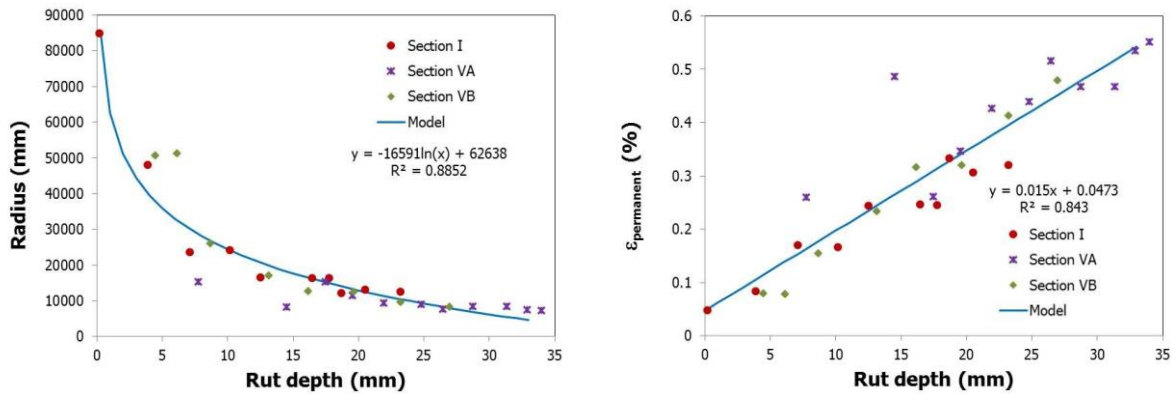 90000
80000
70000
60000
50000
40000
30000
20000
10000
0
Radius (mm)
0 5 10 15 20 25 30 35
Rut depth (mm)
Section I
Section VA
Section VB
Model
y = -16591ln(x) + 62638
R² = 0.8852
0.6
0.5
0.4
0.3
0.2
0.1
0
εpermanent (%)
0 5 10 15 20 25 30 35
Rut depth (mm)
y = 0.015x + 0.0473
R² = 0.843
Section I
Section VA
Section VB
Model